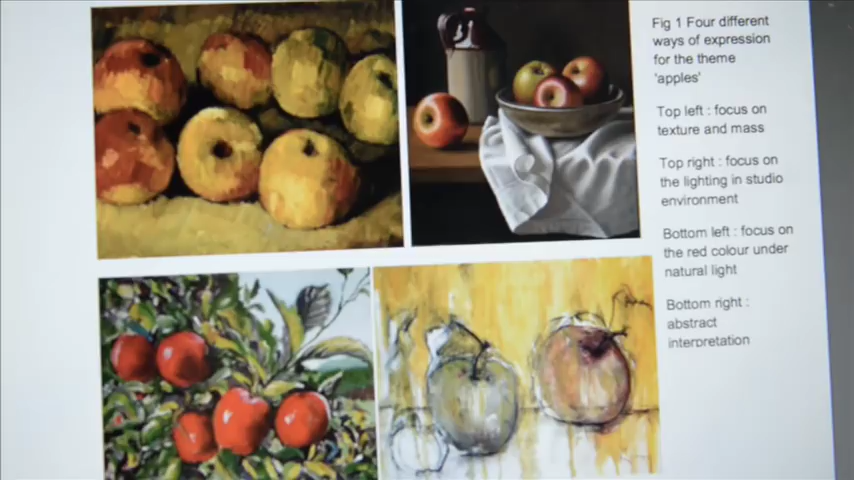 Fig 1 Four different
ways of expression
for the theme
'apples'
Top left : focus on
texture and mass
Top right : focus on
the lighting in studio
environment
Bottom left : focus on
the red colour under
natural light
Bottom right :
abstract
interpretation